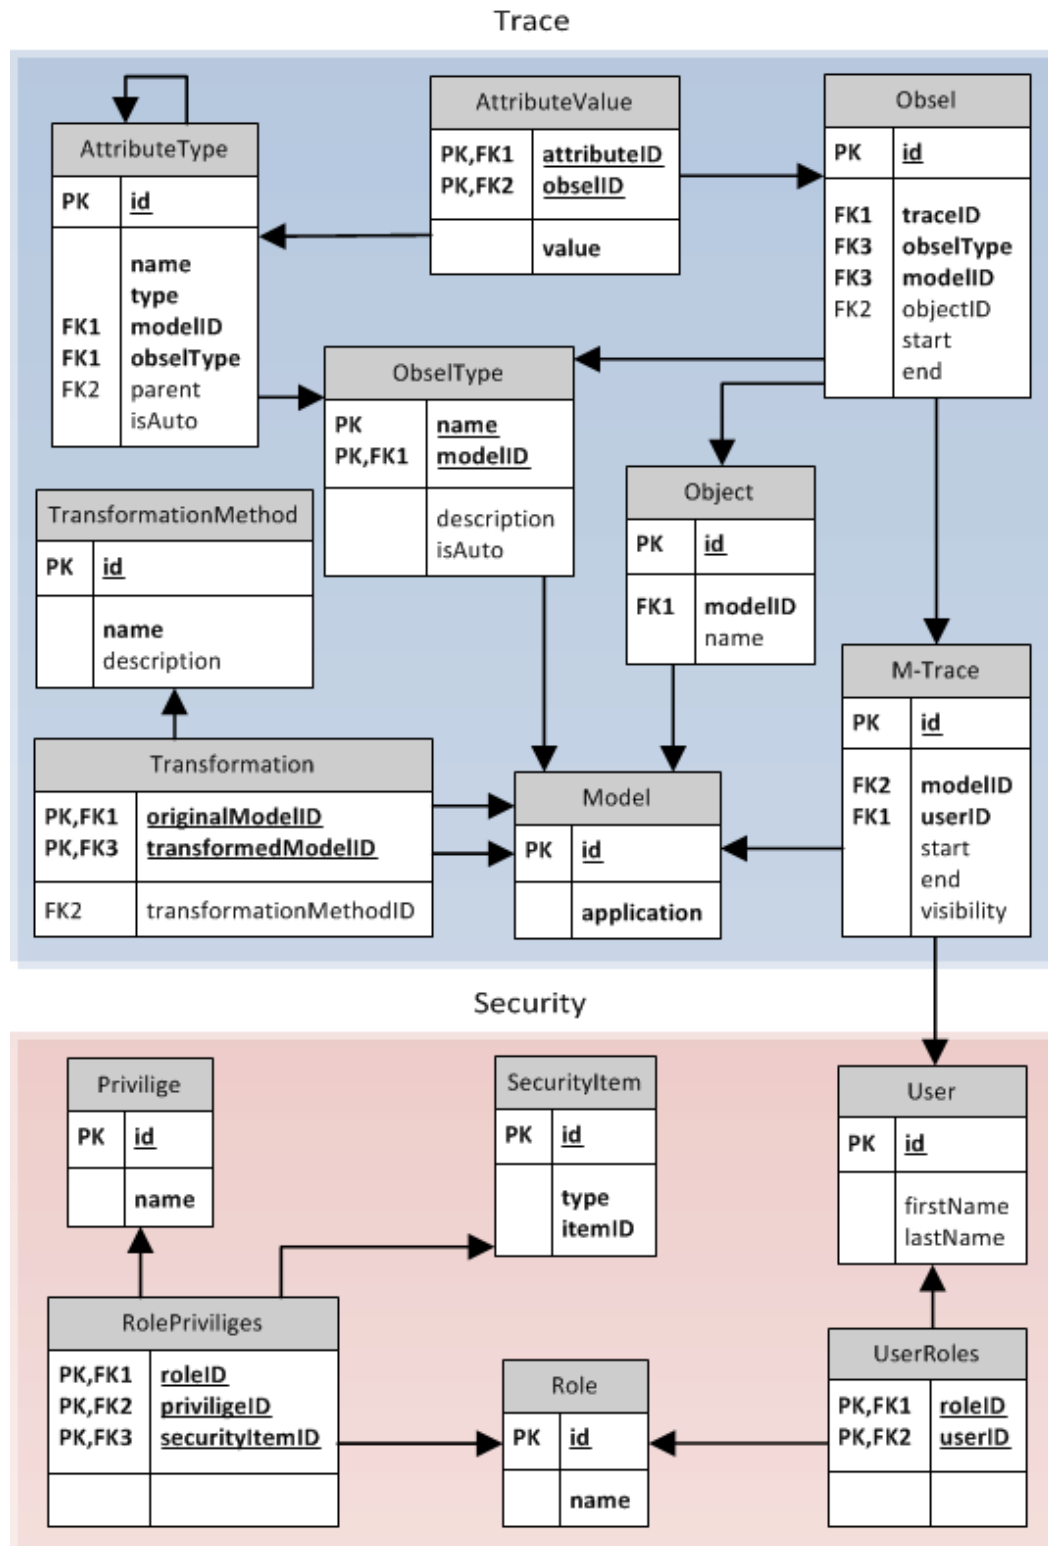 Trace
AttributeType
PK id
name
type
FK1 modelID
FK1 obselType
FK2 parent
isAuto
AttributeValue
PK,FK1 attributeID
PK,FK2 obselID
value
Obsel
PK id
FK1 traceID
FK3 obselType
FK3 modelID
FK2 objectID
start
end
ObselType
PK name
PK,FK1 modelID
description
isAuto
Object
PK id
FK1 modelID
name
TransformationMethod
PK id
name
description
M-Trace
PK id
FK2 modelID
FK1 userID
start
end
visibility
Transformation
PK,FK1 originalModelID
PK,FK3 transformedModelID
FK2 transformationMethodID
Model
PK id
application
Security
Privilige
PK id
name
SecurityItem
PK id
type
itemID
User
PK id
firstName
lastName
RolePriviliges
PK,FK1 roleID
PK,FK2 priviligeID
PK,FK3 securityItemID
Role
PK id
name
UserRoles
PK,FK1 roleID
PK,FK2 userID